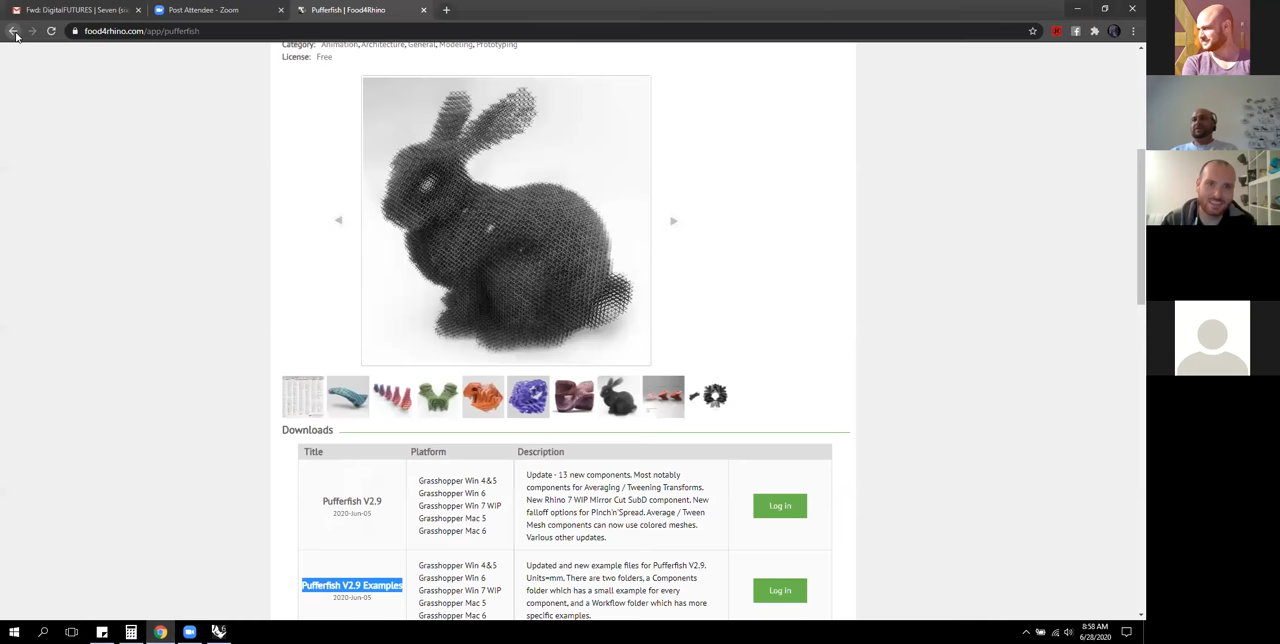 Fwd: DigitalFUTURES | Seven (si
Post Attendee - Zoom
Pufferfish | Food4Rhino
food4rhino.com/app/pufferfish
Category: Animation, Architecture, General, Modeling, Prototyping
License: Free
Downloads
Title Platform Description
Pufferfish V2.9
2020-Jun-05
Grasshopper Win 4&5
Grasshopper Win 6
Grasshopper Win 7 WIP
Grasshopper Mac 5
Grasshopper Mac 6
Update - 13 new components. Most notably
components for Averaging / Tweening Transforms.
New Rhino 7 WIP Mirror Cut SubD component. New
falloff options for Pinch'n'Spread. Average / Tween
Mesh components can now use colored meshes.
Various other updates.
Log in
Pufferfish V2.9 Examples
2020-Jun-05
Grasshopper Win 4&5
Grasshopper Win 6
Grasshopper Win 7 WIP
Grasshopper Mac 5
Grasshopper Mac 6
Updated and new example files for Pufferfish V2.9.
Units=mm. There are two folders, a Components
folder which has a small example for every
component, and a Workflow folder which has more
specific examples.
Log in
8:58 AM
6/28/2020